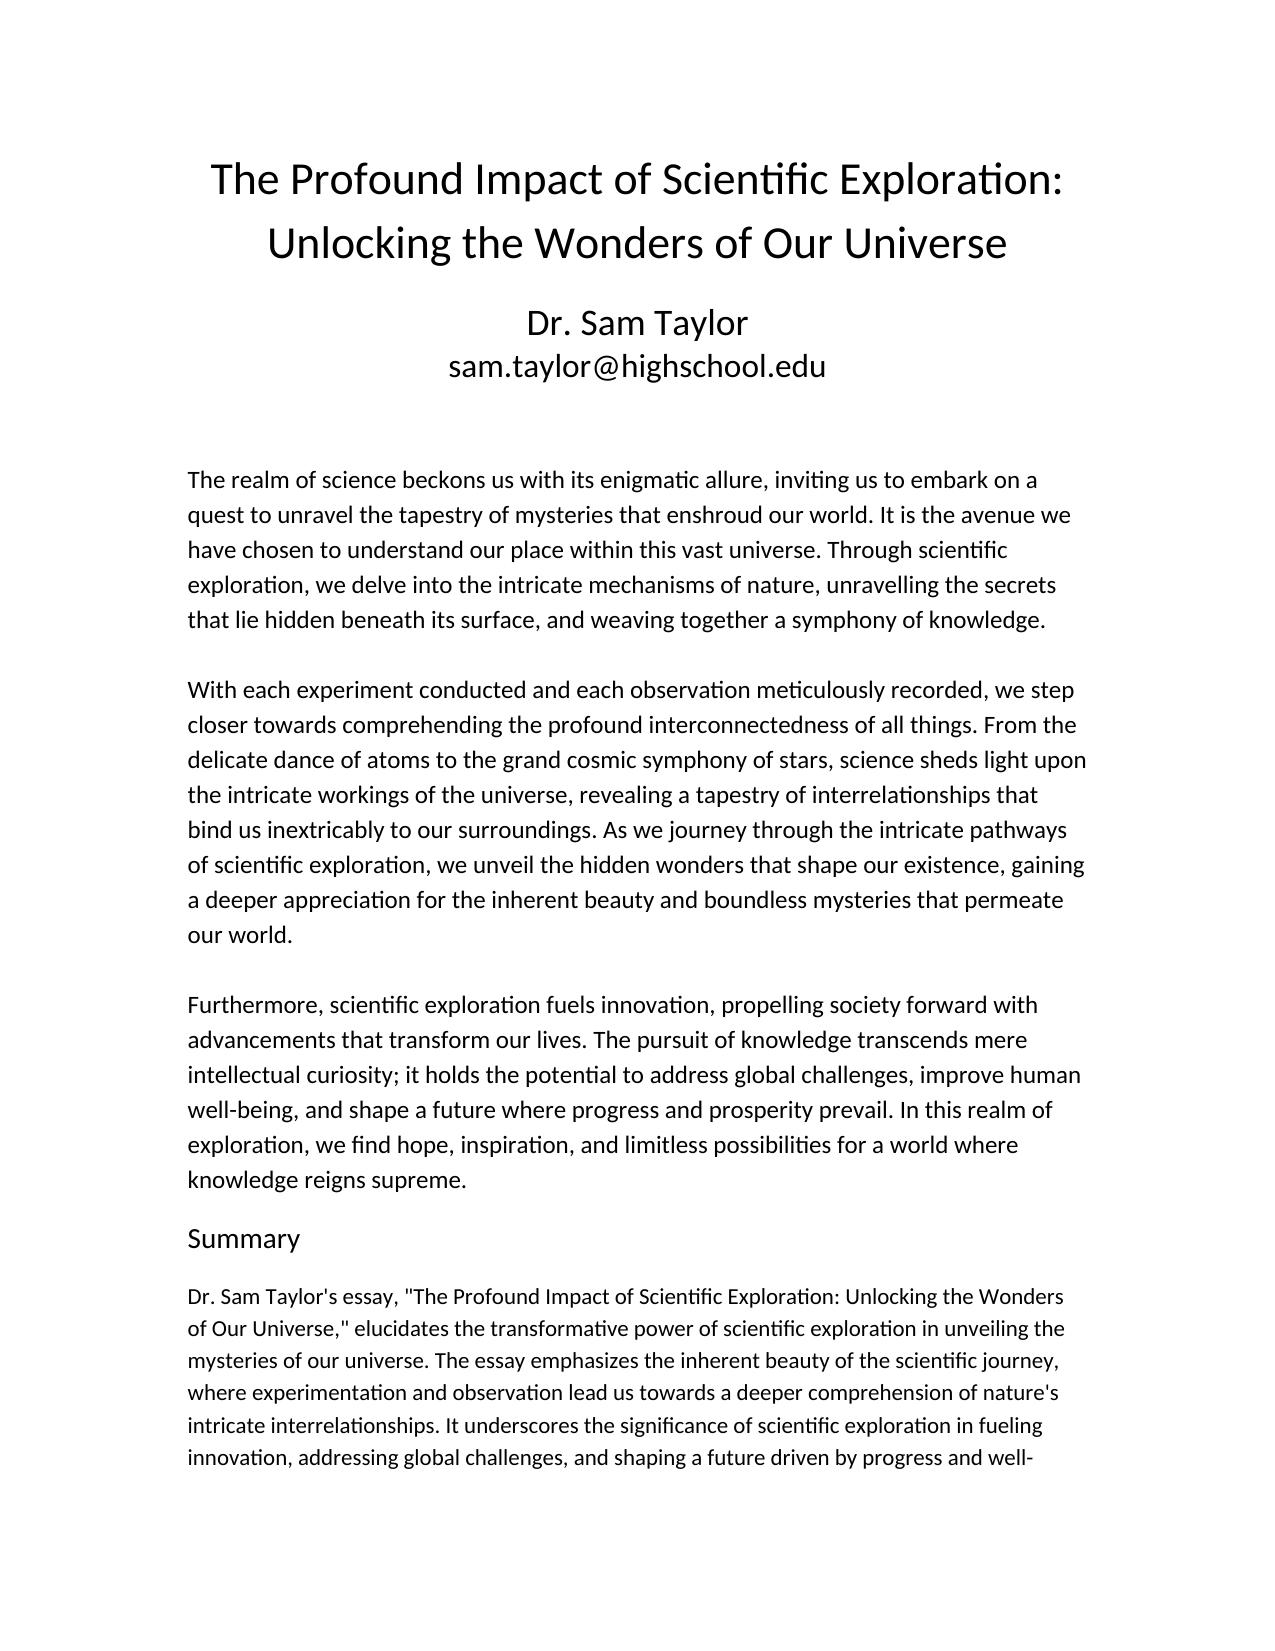 The Profound Impact of Scientific Exploration:
Unlocking the Wonders of Our Universe
Dr. Sam Taylor
sam.taylor@highschool.edu
The realm of science beckons us with its enigmatic allure, inviting us to embark on a
quest to unravel the tapestry of mysteries that enshroud our world. It is the avenue we
have chosen to understand our place within this vast universe. Through scientific
exploration, we delve into the intricate mechanisms of nature, unravelling the secrets
that lie hidden beneath its surface, and weaving together a symphony of knowledge.
With each experiment conducted and each observation meticulously recorded, we step
closer towards comprehending the profound interconnectedness of all things. From the
delicate dance of atoms to the grand cosmic symphony of stars, science sheds light upon
the intricate workings of the universe, revealing a tapestry of interrelationships that
bind us inextricably to our surroundings. As we journey through the intricate pathways
of scientific exploration, we unveil the hidden wonders that shape our existence, gaining
a deeper appreciation for the inherent beauty and boundless mysteries that permeate
our world.
Furthermore, scientific exploration fuels innovation, propelling society forward with
advancements that transform our lives. The pursuit of knowledge transcends mere
intellectual curiosity; it holds the potential to address global challenges, improve human
well-being, and shape a future where progress and prosperity prevail. In this realm of
exploration, we find hope, inspiration, and limitless possibilities for a world where
knowledge reigns supreme.
Summary
Dr. Sam Taylor's essay, "The Profound Impact of Scientific Exploration: Unlocking the Wonders
of Our Universe," elucidates the transformative power of scientific exploration in unveiling the
mysteries of our universe. The essay emphasizes the inherent beauty of the scientific journey,
where experimentation and observation lead us towards a deeper comprehension of nature's
intricate interrelationships. It underscores the significance of scientific exploration in fueling
innovation, addressing global challenges, and shaping a future driven by progress and well-